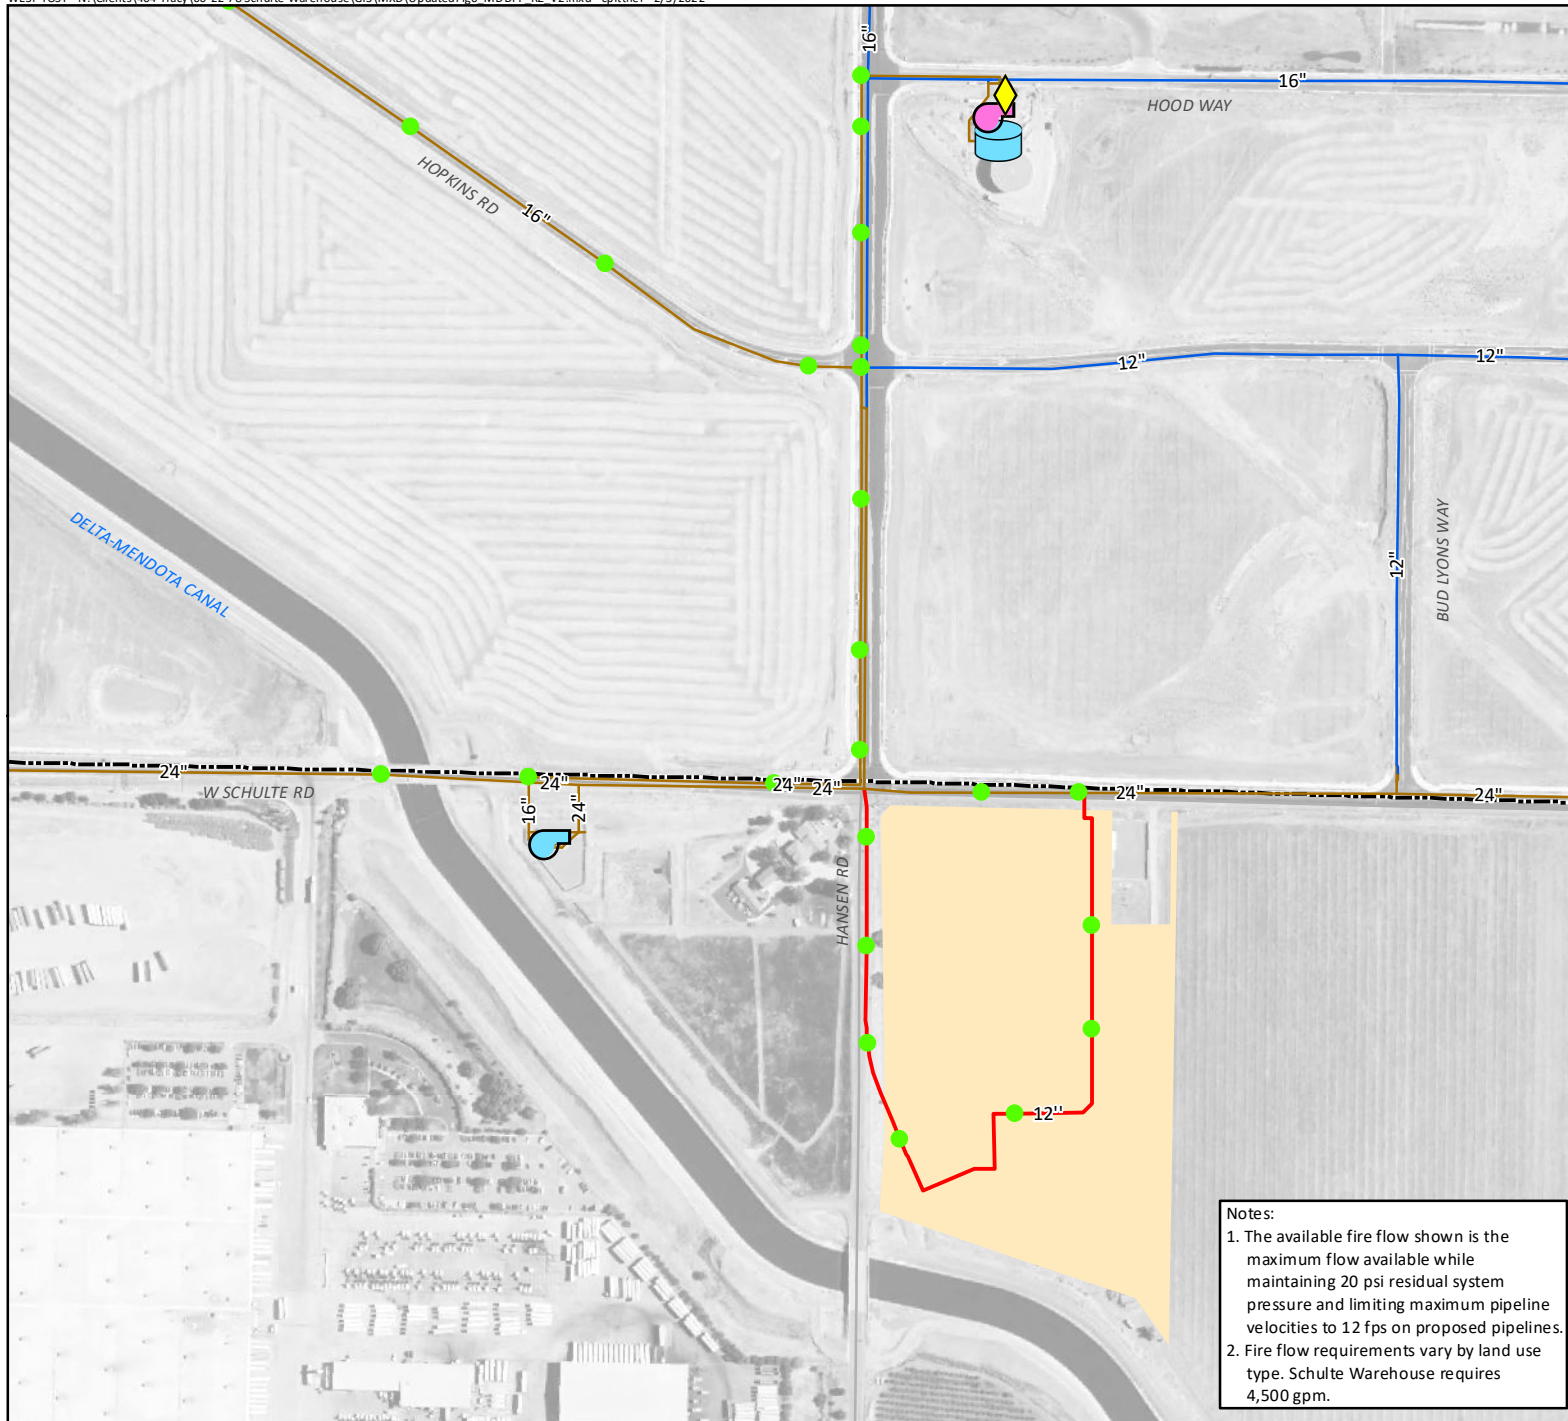 16"
16"
HOOD WAY
HOPKINS RD
16"
12"
12"
DELTA-MENDOTA CANAL
12"
BUD LYONS WAY
24"
W SCHULTE RD
24"
24"
24"
24"
24"
16"
24"
HANSEN RD
12''
Notes:
1. The available fire flow shown is the
maximum flow available while
maintaining 20 psi residual system
pressure and limiting maximum pipeline
velocities to 12 fps on proposed pipelines.
2. Fire flow requirements vary by land use
type. Schulte Warehouse requires
4,500 gpm.